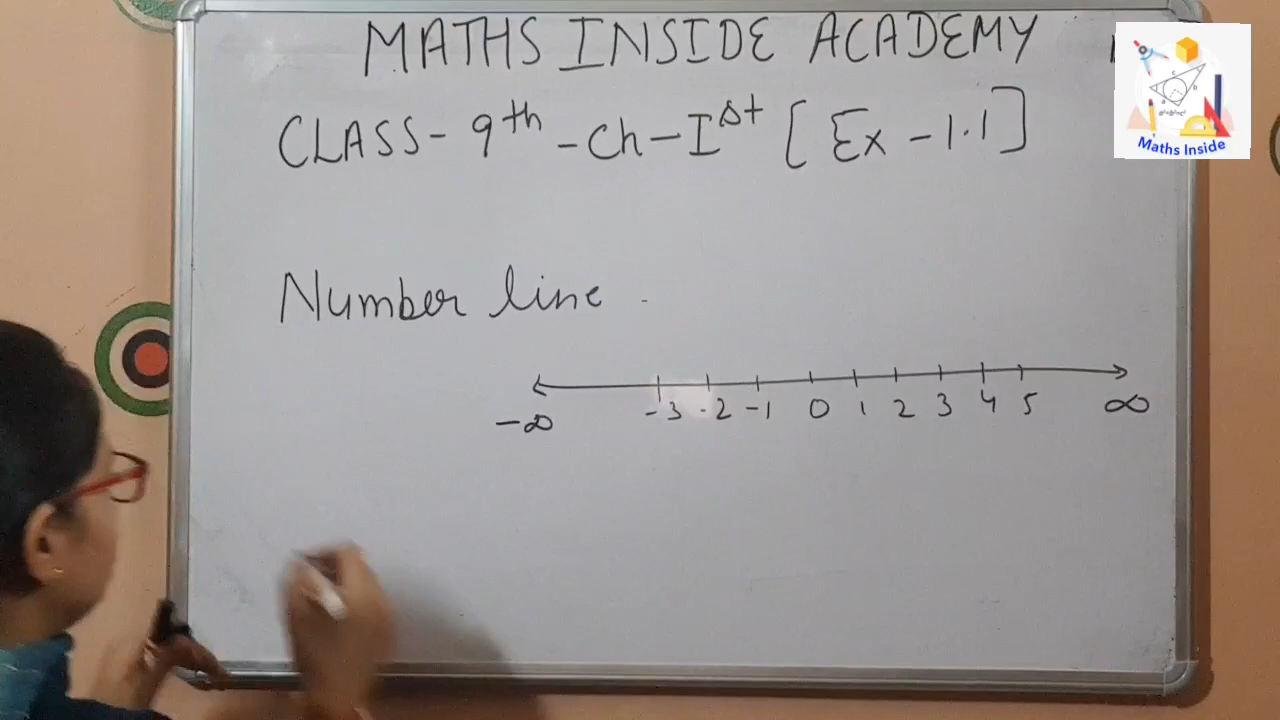 MATHS INSIDE ACADEMY
CLASS - 9th - Ch - Ist [Ex - 1.1]
Maths Inside
Number line .
-∞ -3 -2 -1 0 1 2 3 4 5 ∞